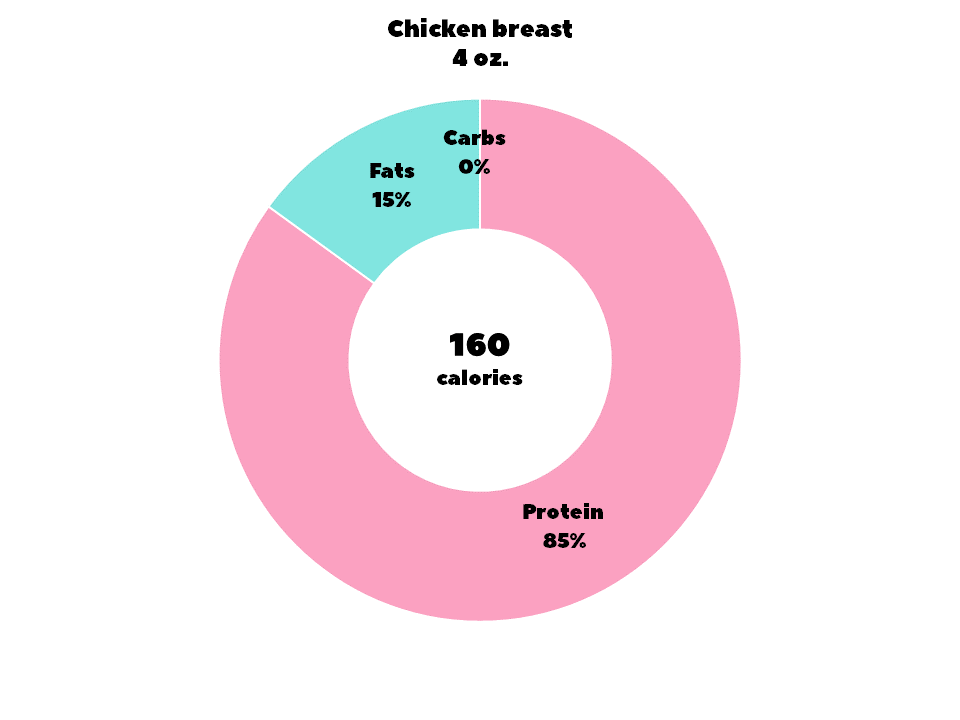 Chicken breast
4 oz.
Carbs
0%
Fats
15%
160
calories
Protein
85%